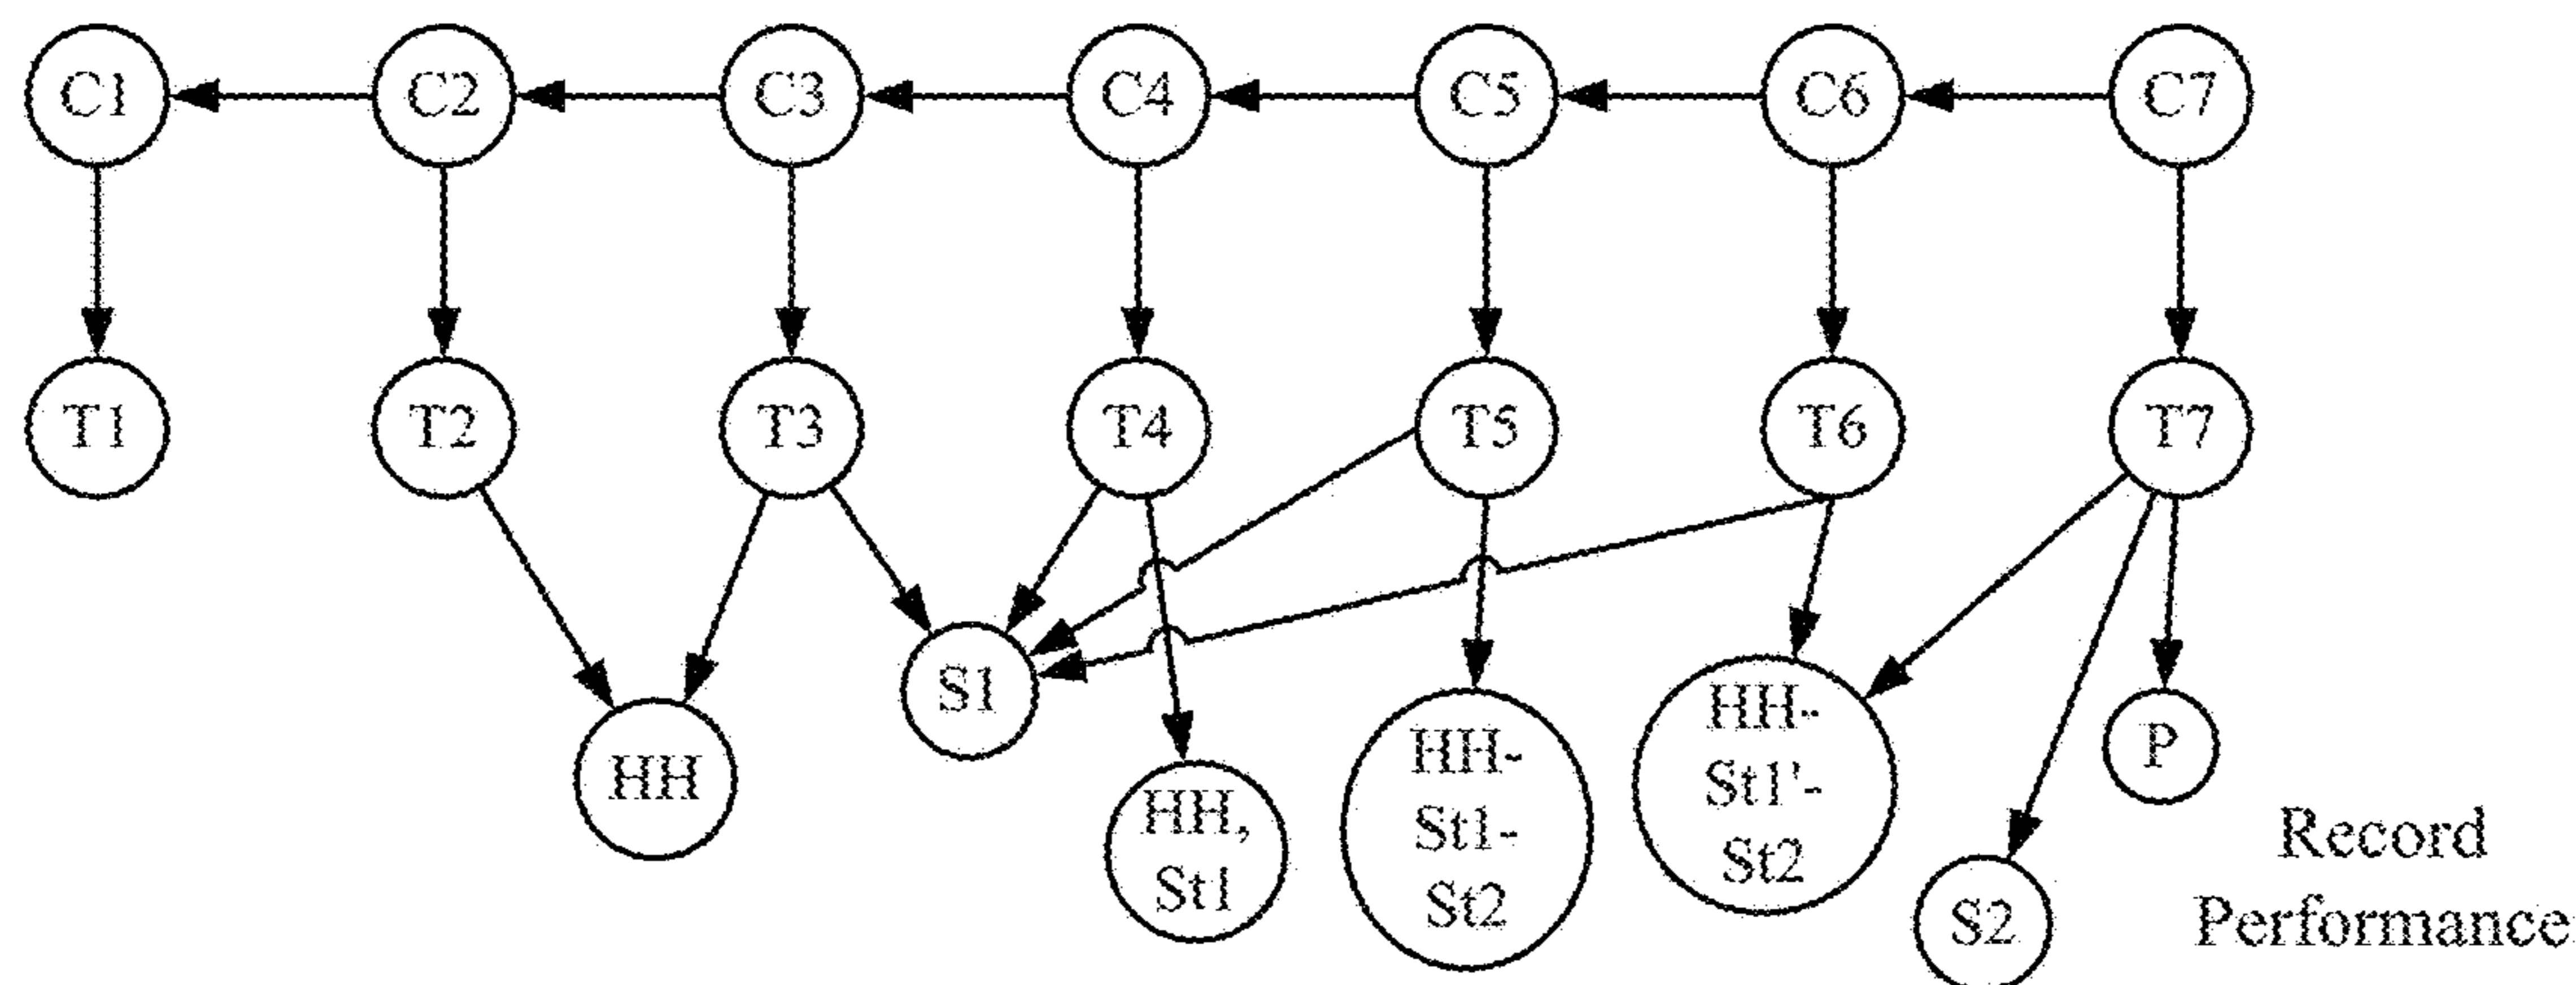 C1
C2
C3
C4
C5
C6
C7
T1
T2
T3
T4
T5
T6
T7
S1
HH
HH,
St1
HH-
St1-
St2
HH-
St1'-
St2
P
S2
Record
Performance